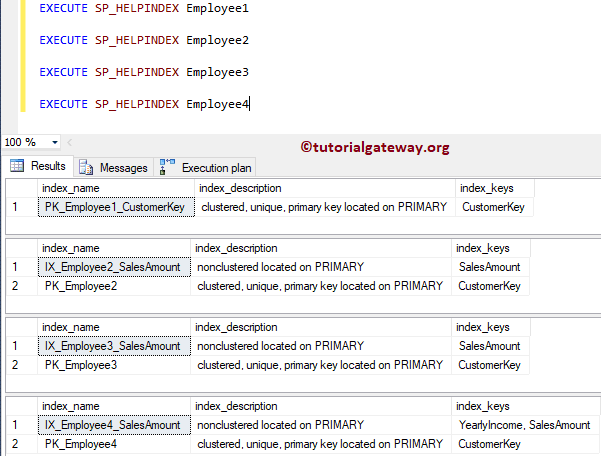 EXECUTE SP_HELPINDEX Employee1
EXECUTE SP_HELPINDEX Employee2
EXECUTE SP_HELPINDEX Employee3
EXECUTE SP_HELPINDEX Employee4
100 %
©tutorialgateway.org
Results Messages Execution plan
index_name index_description index_keys
1 PK_Employee1_CustomerKey clustered, unique, primary key located on PRIMARY CustomerKey
index_name index_description index_keys
1 IX_Employee2_SalesAmount nonclustered located on PRIMARY SalesAmount
2 PK_Employee2 clustered, unique, primary key located on PRIMARY CustomerKey
index_name index_description index_keys
1 IX_Employee3_SalesAmount nonclustered located on PRIMARY SalesAmount
2 PK_Employee3 clustered, unique, primary key located on PRIMARY CustomerKey
index_name index_description index_keys
1 IX_Employee4_SalesAmount nonclustered located on PRIMARY YearlyIncome, SalesAmount
2 PK_Employee4 clustered, unique, primary key located on PRIMARY CustomerKey